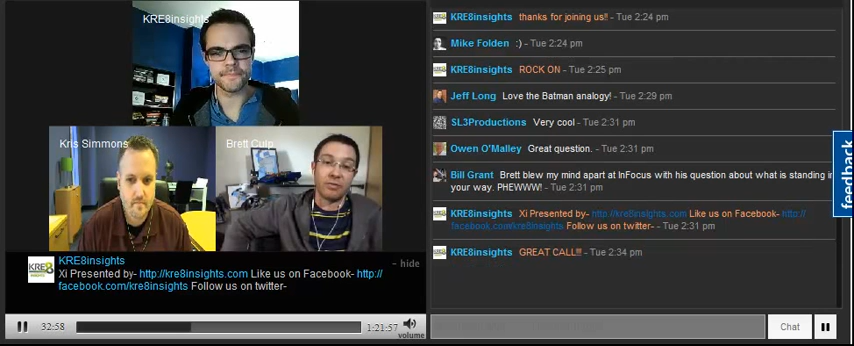 KRE8insights
Kris Simmons
Brett Culp
KRE8insights
Xi Presented by- http://kre8insights.com Like us on Facebook- http://
facebook.com/kre8insights Follow us on twitter-
- hide
32:58
1:21:57
volume
KRE8insights thanks for joining us!! - Tue 2:24 pm
Mike Folden :) - Tue 2:24 pm
KRE8insights ROCK ON - Tue 2:25 pm
Jeff Long Love the Batman analogy! - Tue 2:29 pm
SL3Productions Very cool - Tue 2:31 pm
Owen O'Malley Great question. - Tue 2:31 pm
Bill Grant Brett blew my mind apart at InFocus with his question about what is standing in
your way. PHEWWW! - Tue 2:31 pm
KRE8insights Xi Presented by- http://kre8insights.com Like us on Facebook- http://
facebook.com/kre8insights Follow us on twitter- - Tue 2:31 pm
KRE8insights GREAT CALL!!! - Tue 2:34 pm
Chat
feedback